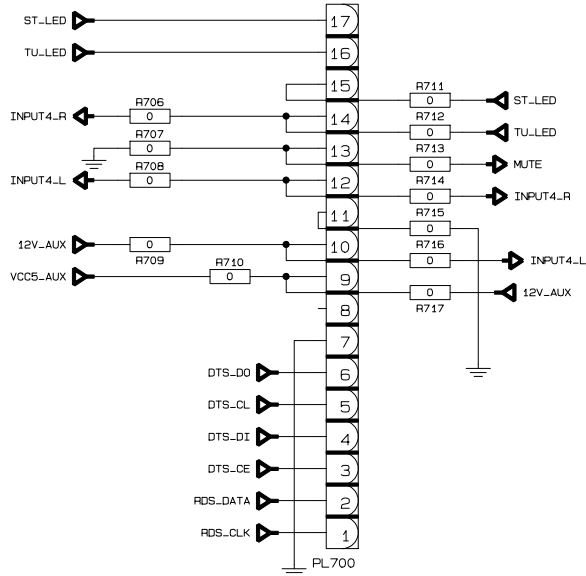 ST_LED 17
TU_LED 16
15
R711
0 ST_LED
R706
INPUT4_R 0 14
R712
0 TU_LED
R707
0 13
R713
0 MUTE
R708
INPUT4_L 0 12
R714
0 INPUT4_R
11
R715
0
12V_AUX 0 10
R709
R716
0 INPUT4_L
R710
VCC5_AUX 0 9
0 12V_AUX
R717
8
7
DTS_DO 6
DTS_CL 5
DTS_DI 4
DTS_CE 3
RDS_DATA 2
RDS_CLK 1
PL700